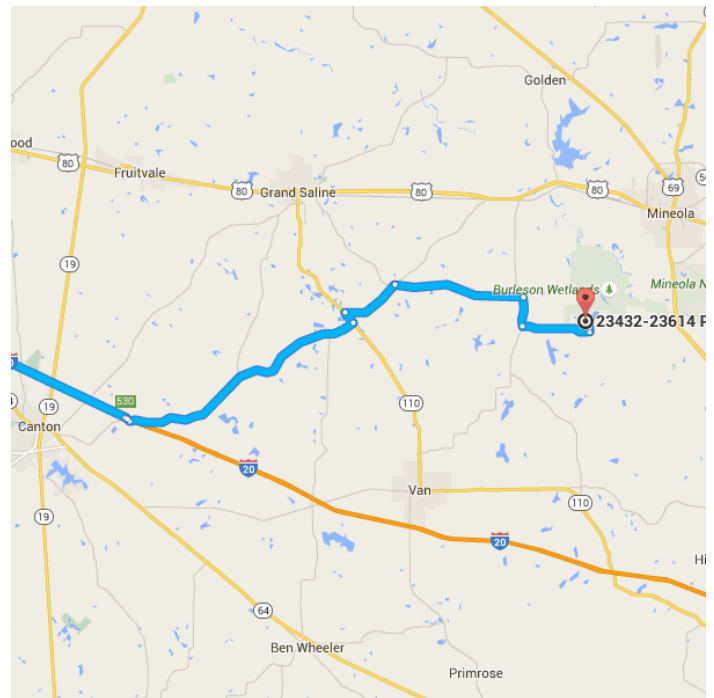 Golden
ood
80
80
Fruitvale
80
Grand Saline
80
80
69
Mineola
19
Burleson Wetlands
Mineola N
23432-23614 P
530
110
19
Canton
20
Van
110
19
20
Hi
64
Ben Wheeler
Primrose